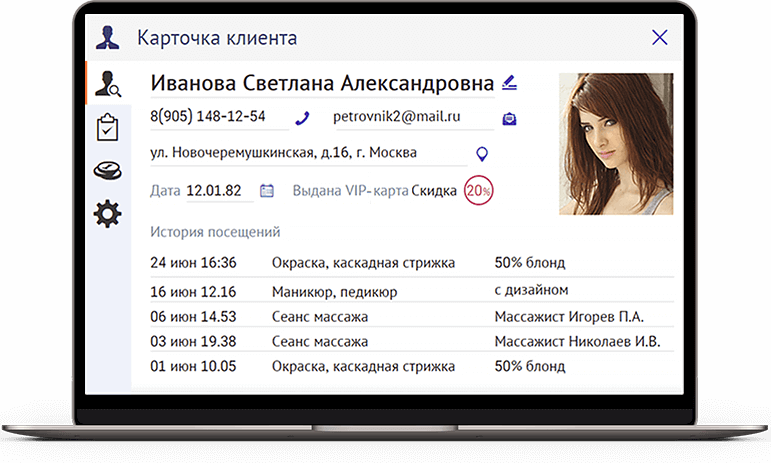 Карточка клиента
Иванова Светлана Александровна
8(905) 148-12-54 petrovnik2@mail.ru
ул. Новочеремушкинская, д.16, г. Москва
Дата 12.01.82 Выдана VIP-карта Скидка 20%
История посещений
24 июн 16:36 Окраска, каскадная стрижка 50% блонд
16 июн 12.16 Маникюр, педикюр с дизайном
06 июн 14.53 Сеанс массажа Массажист Игорев П.А.
03 июн 19.38 Сеанс массажа Массажист Николаев И.В.
01 июн 10.05 Окраска, каскадная стрижка 50% блонд